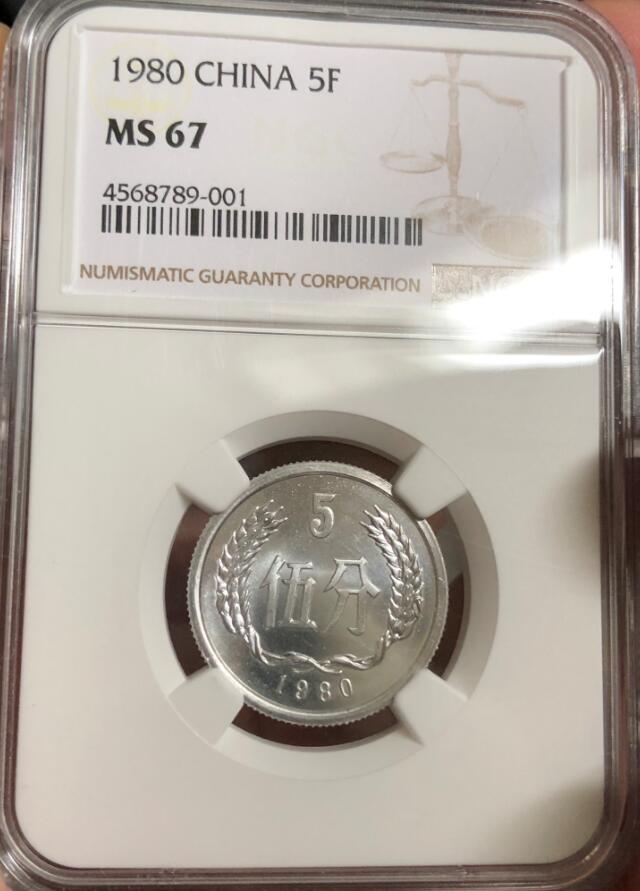 1980 CHINA 5F
MS 67
4568789-001
NUMISMATIC GUARANTY CORPORATION
5
伍分
1980